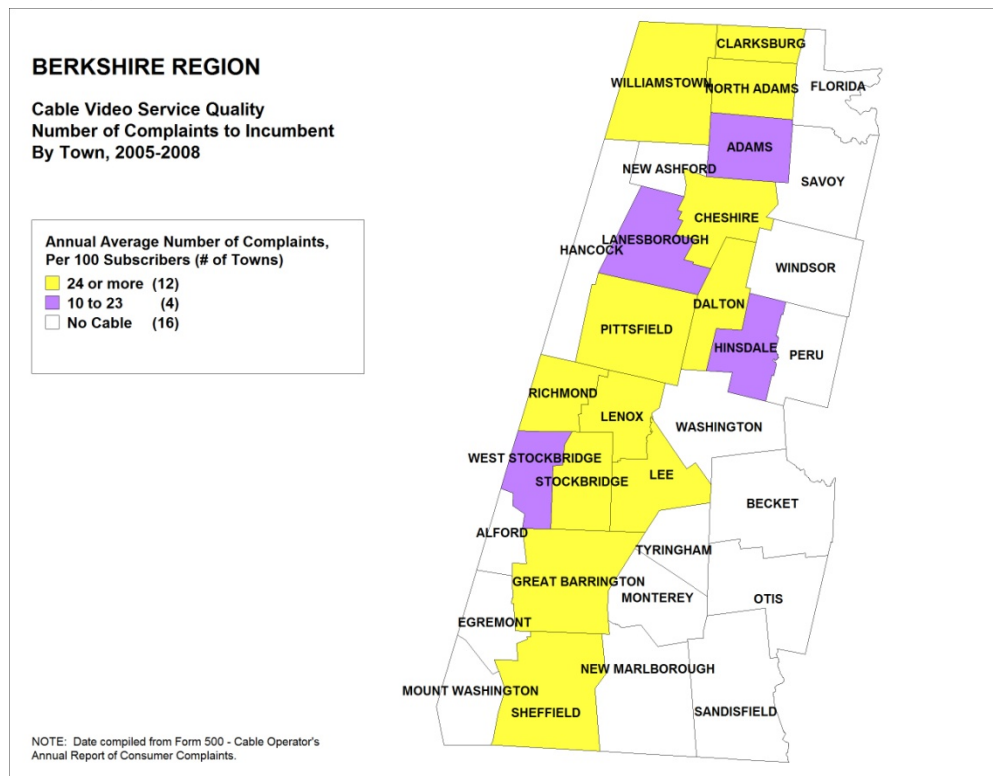 BERKSHIRE REGION
Cable Video Service Quality
Number of Complaints to Incumbent
By Town, 2005-2008
Annual Average Number of Complaints,
Per 100 Subscribers (# of Towns)
24 or more (12)
10 to 23 (4)
No Cable (16)
CLARKSBURG
WILLIAMSTOWN
NORTH ADAMS
FLORIDA
ADAMS
NEW ASHFORD
SAVOY
CHESHIRE
LANESBOROUGH
HANCOCK
WINDSOR
DALTON
PITTSFIELD
HINSDALE
PERU
RICHMOND
LENOX
WASHINGTON
WEST STOCKBRIDGE
LEE
STOCKBRIDGE
BECKET
ALFORD
TYRINGHAM
GREAT BARRINGTON
MONTEREY
OTIS
EGREMONT
NEW MARLBOROUGH
MOUNT WASHINGTON
SHEFFIELD
SANDISFIELD
NOTE: Date compiled from Form 500 - Cable Operator's
Annual Report of Consumer Complaints.